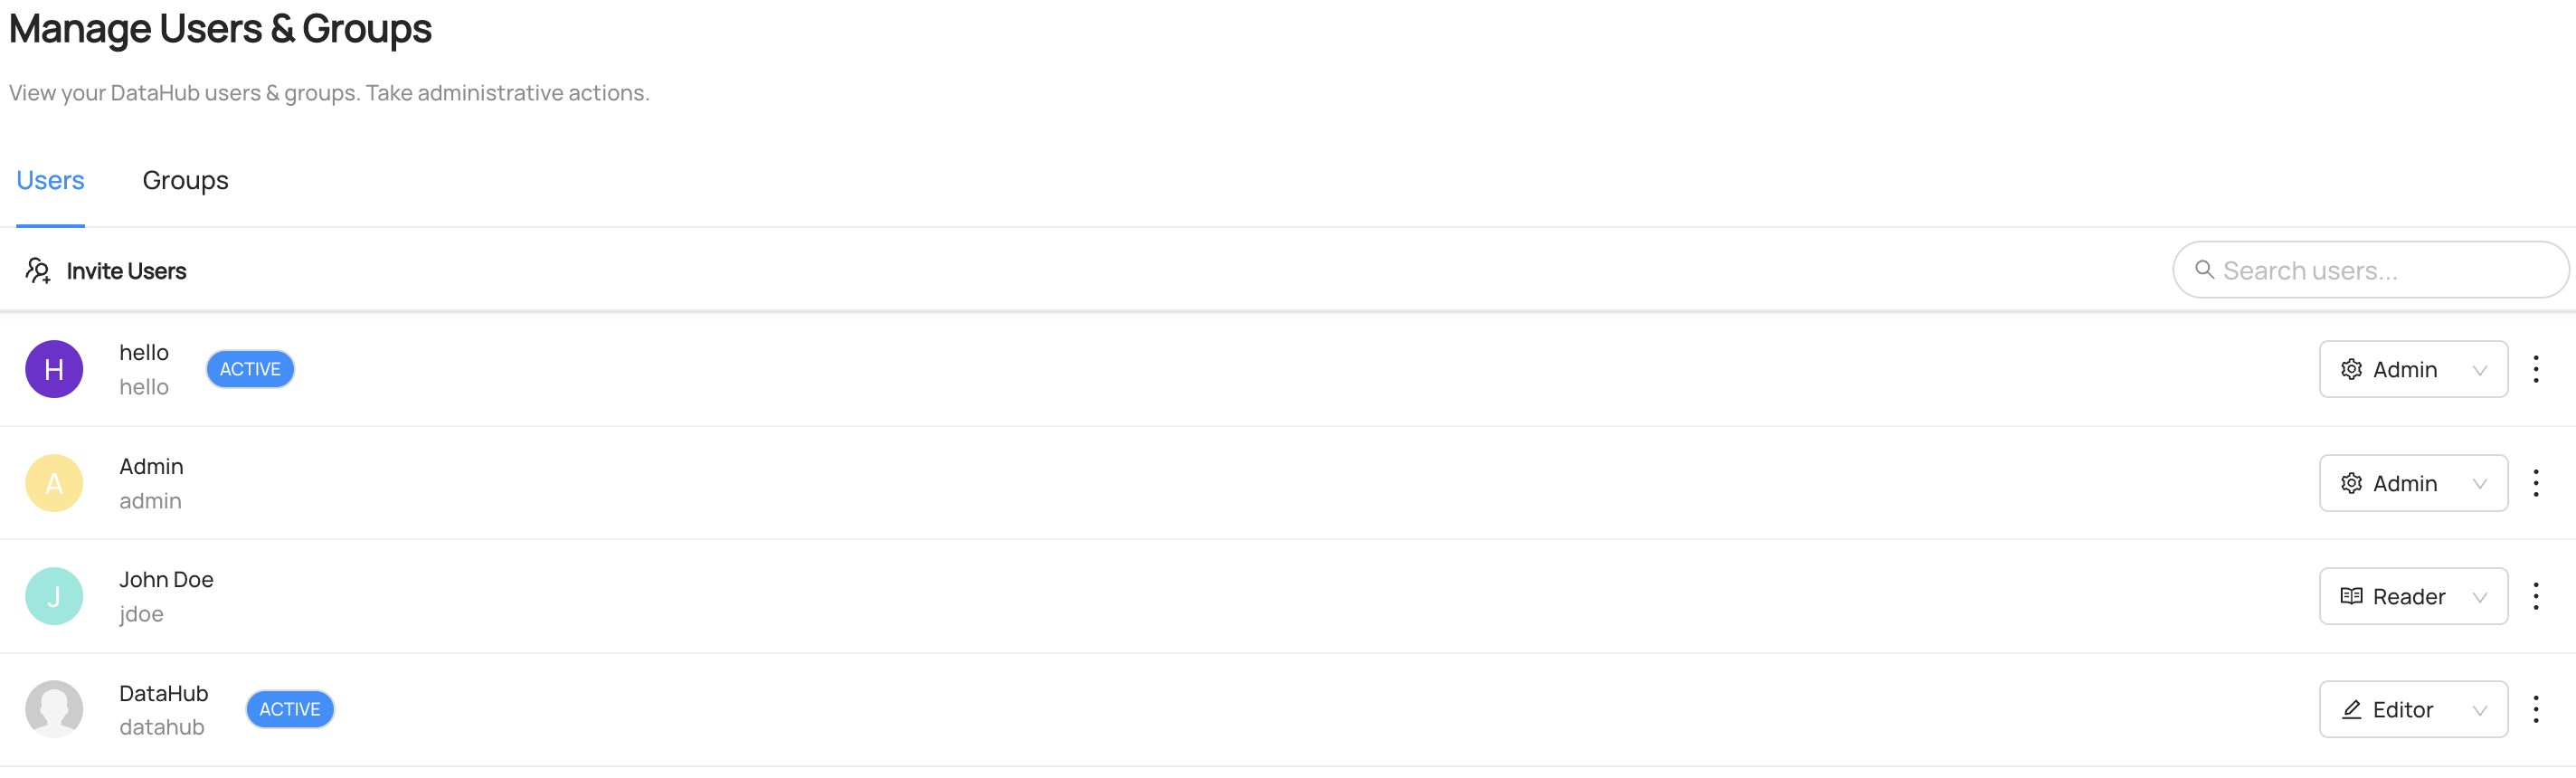 Manage Users & Groups
View your DataHub users & groups. Take administrative actions.
Users Groups
Invite Users Search users...
H hello ACTIVE Admin
hello
A Admin Admin
admin
J John Doe Reader
jdoe
DataHub ACTIVE Editor
datahub